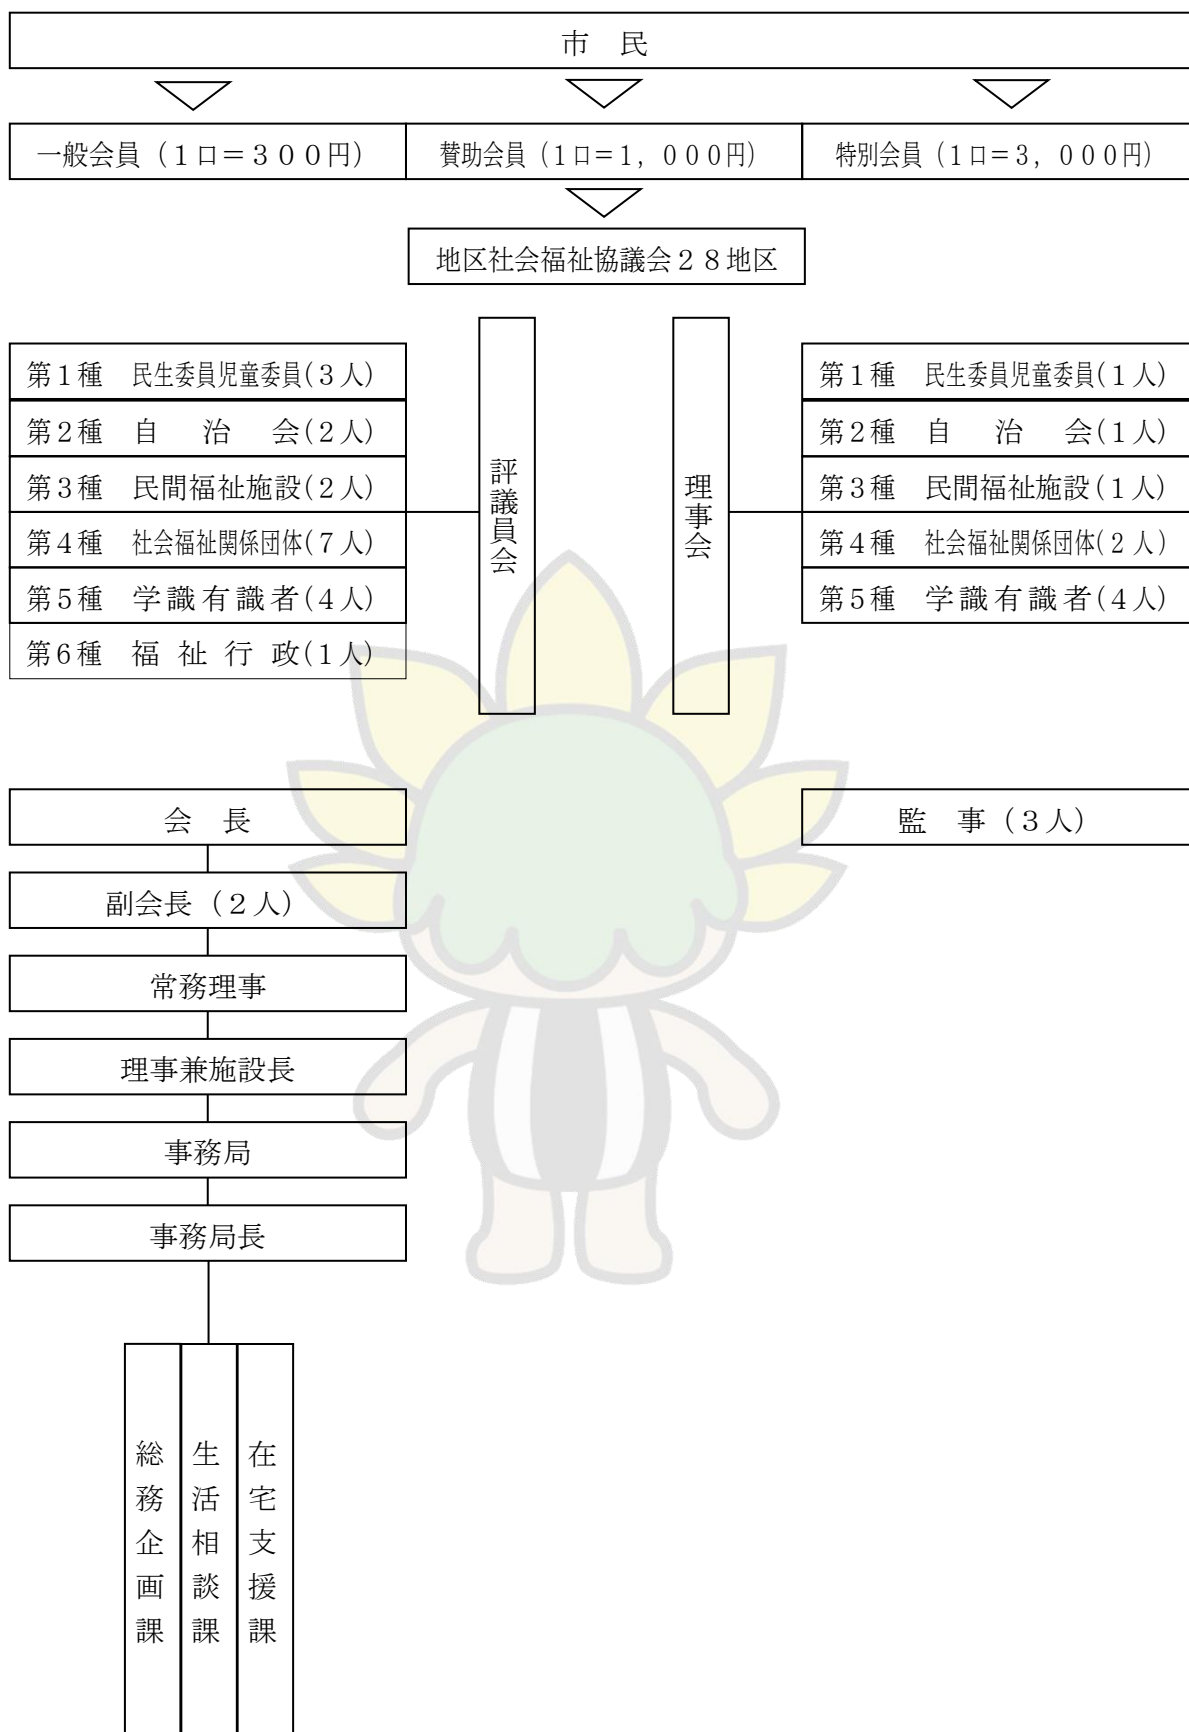 市　民
一般会員（１口＝３００円）
賛助会員（１口＝１，０００円）
特別会員（１口＝３，０００円）
地区社会福祉協議会２８地区
第１種　民生委員児童委員(３人)
第２種　自　治　会(２人)
第３種　民間福祉施設(２人)
第４種　社会福祉関係団体(７人)
第５種　学識有識者(４人)
第６種　福祉行政(１人)
評議員会
理事会
第１種　民生委員児童委員(１人)
第２種　自　治　会(１人)
第３種　民間福祉施設(１人)
第４種　社会福祉関係団体(２人)
第５種　学識有識者(４人)
会　長
監　事（３人）
副会長（２人）
常務理事
理事兼施設長
事務局
事務局長
総務企画課
生活相談課
在宅支援課